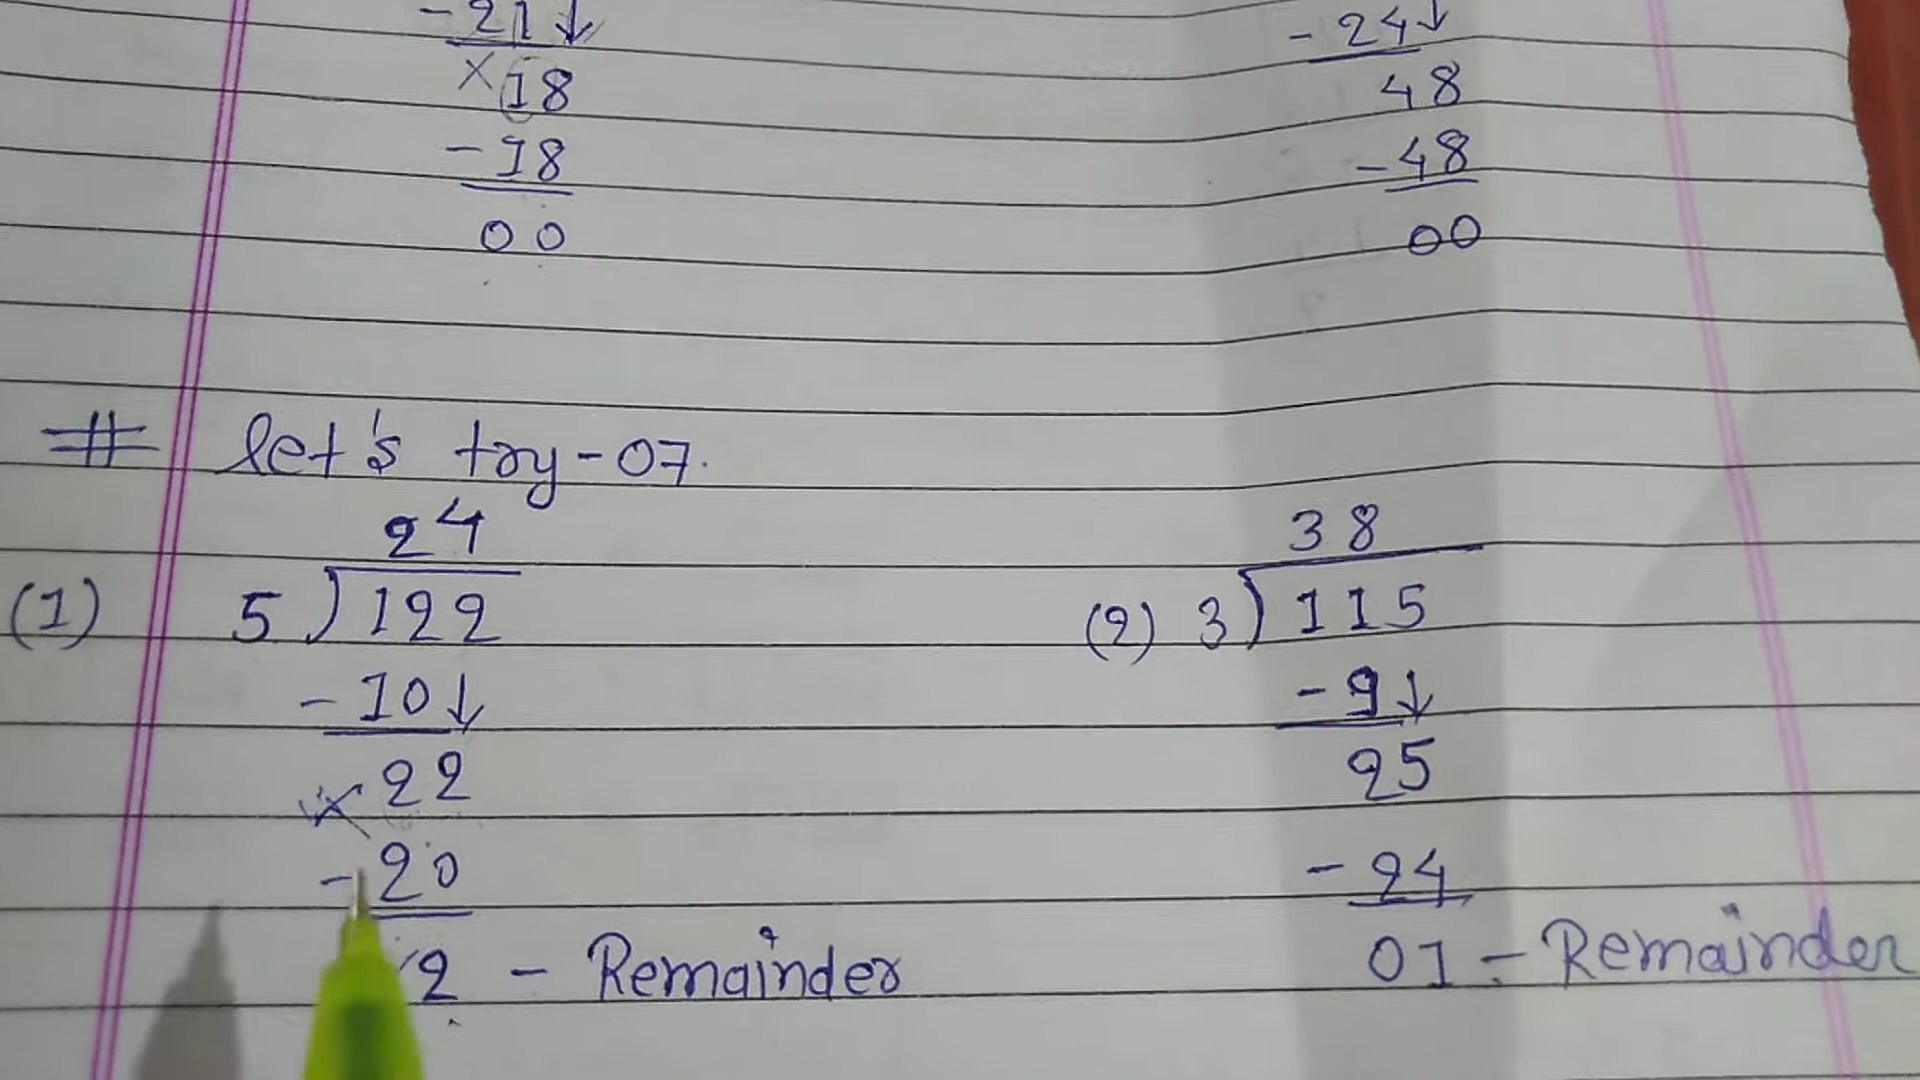 - 21↓ - 24↓
× 18 48
- 18 - 48
00 00
# let's try - 07.
24 38
(1) 5 ) 122 (2) 3 ) 115
- 10↓ - 9↓
× 22 25
- 20 - 24
2 - Remainder 01 - Remainder